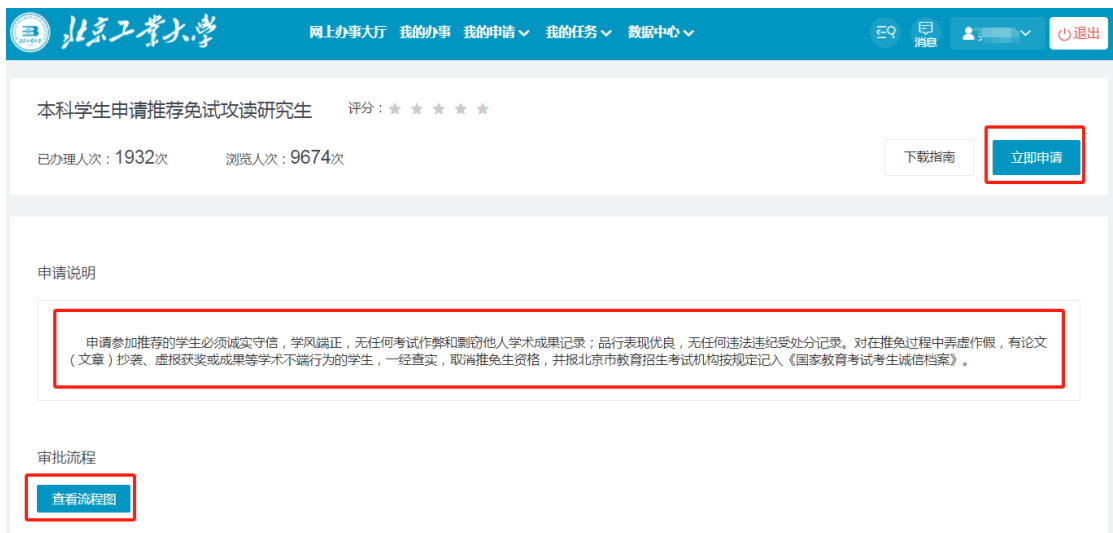 北京工业大学
网上办事大厅 我的办事 我的申请 我的任务 数据中心
消息
退出
本科学生申请推荐免试攻读研究生 评分：
已办理人次：1932次 浏览人次：9674次
下载指南 立即申请
申请说明
申请参加推荐的学生必须诚实守信，学风端正，无任何考试作弊和剽窃他人学术成果记录；品行表现优良，无任何违法违纪受处分记录。对在推免过程中弄虚作假，有论文
（文章）抄袭、虚报获奖或成果等学术不端行为的学生，一经查实，取消推免生资格，并报北京市教育招生考试机构按规定记入《国家教育考试考生诚信档案》。
审批流程
查看流程图